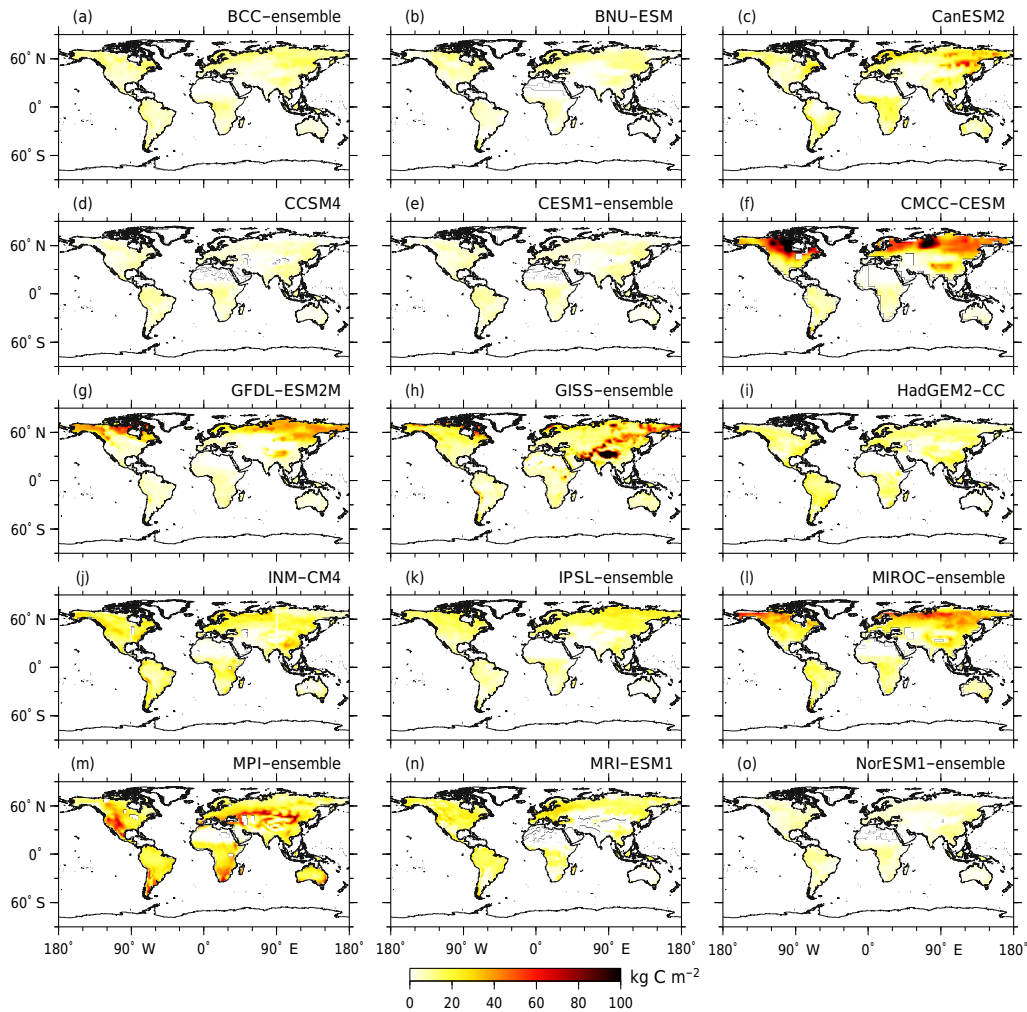 (a) BCC−ensemble (b) BNU−ESM (c) CanESM2
60° N
0°
60° S
(d) CCSM4 (e) CESM1−ensemble (f) CMCC−CESM
60° N
0°
60° S
(g) GFDL−ESM2M (h) GISS−ensemble (i) HadGEM2−CC
60° N
0°
60° S
(j) INM−CM4 (k) IPSL−ensemble (l) MIROC−ensemble
60° N
0°
60° S
(m) MPI−ensemble (n) MRI−ESM1 (o) NorESM1−ensemble
60° N
0°
60° S
180° 90° W 0° 90° E 180° 90° W 0° 90° E 180° 90° W 0° 90° E 180°
kg C m⁻²
0 20 40 60 80 100